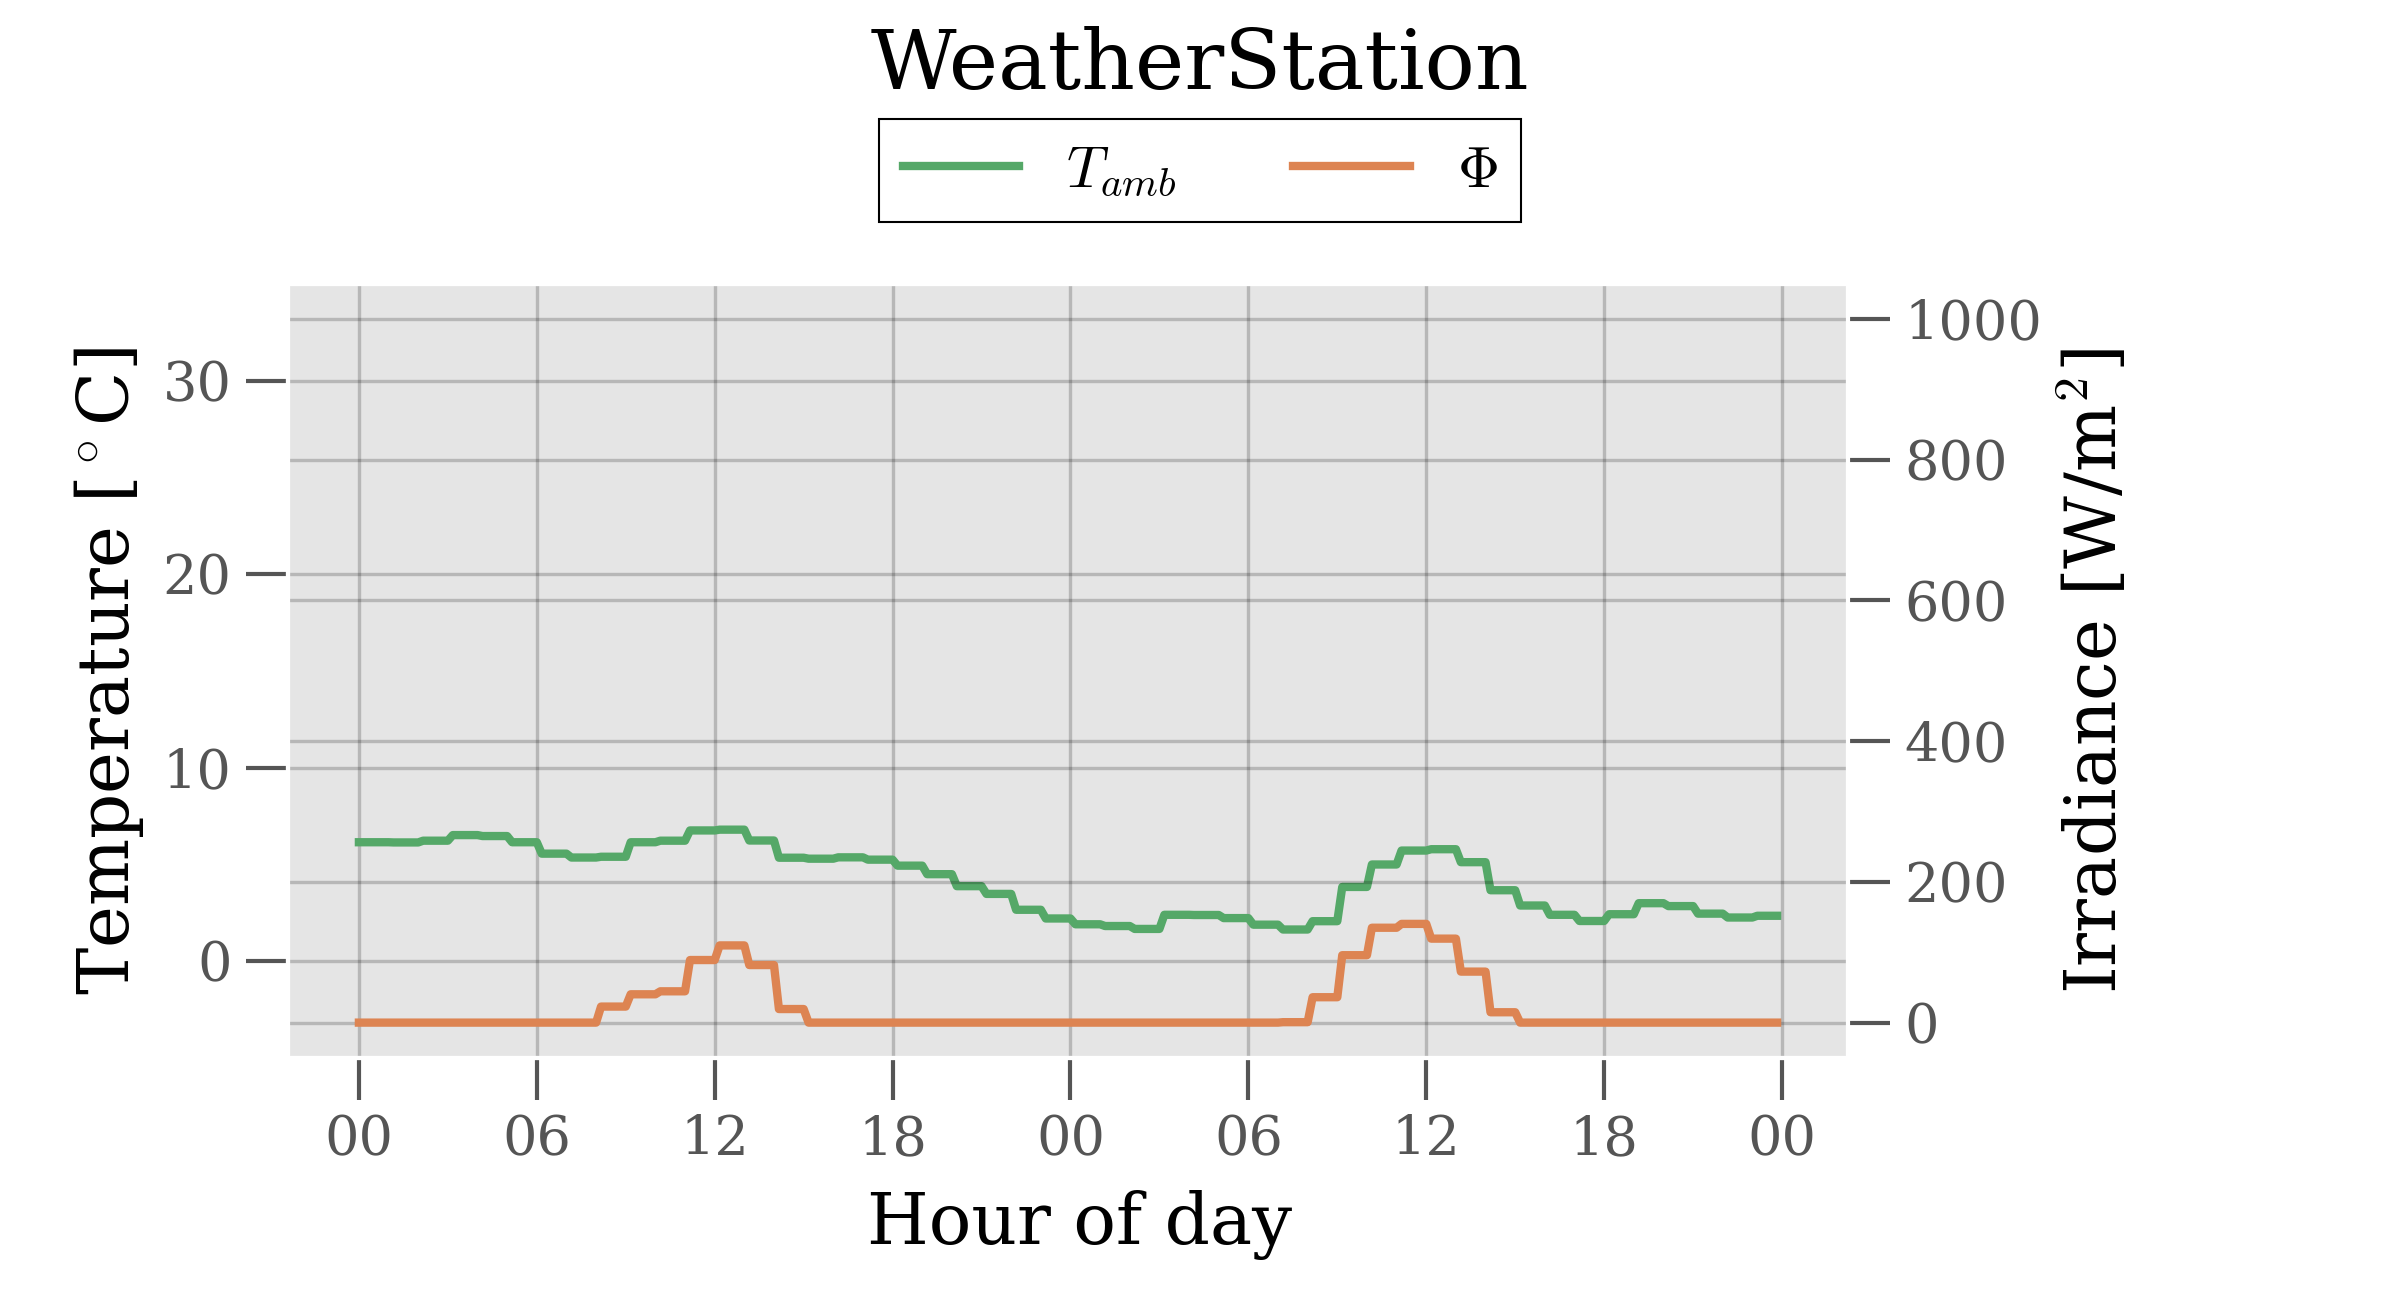 WeatherStation
T_amb Φ
Temperature [°C]
30
20
10
0
1000
800
600
400
200
0
Irradiance [W/m²]
00 06 12 18 00 06 12 18 00
Hour of day